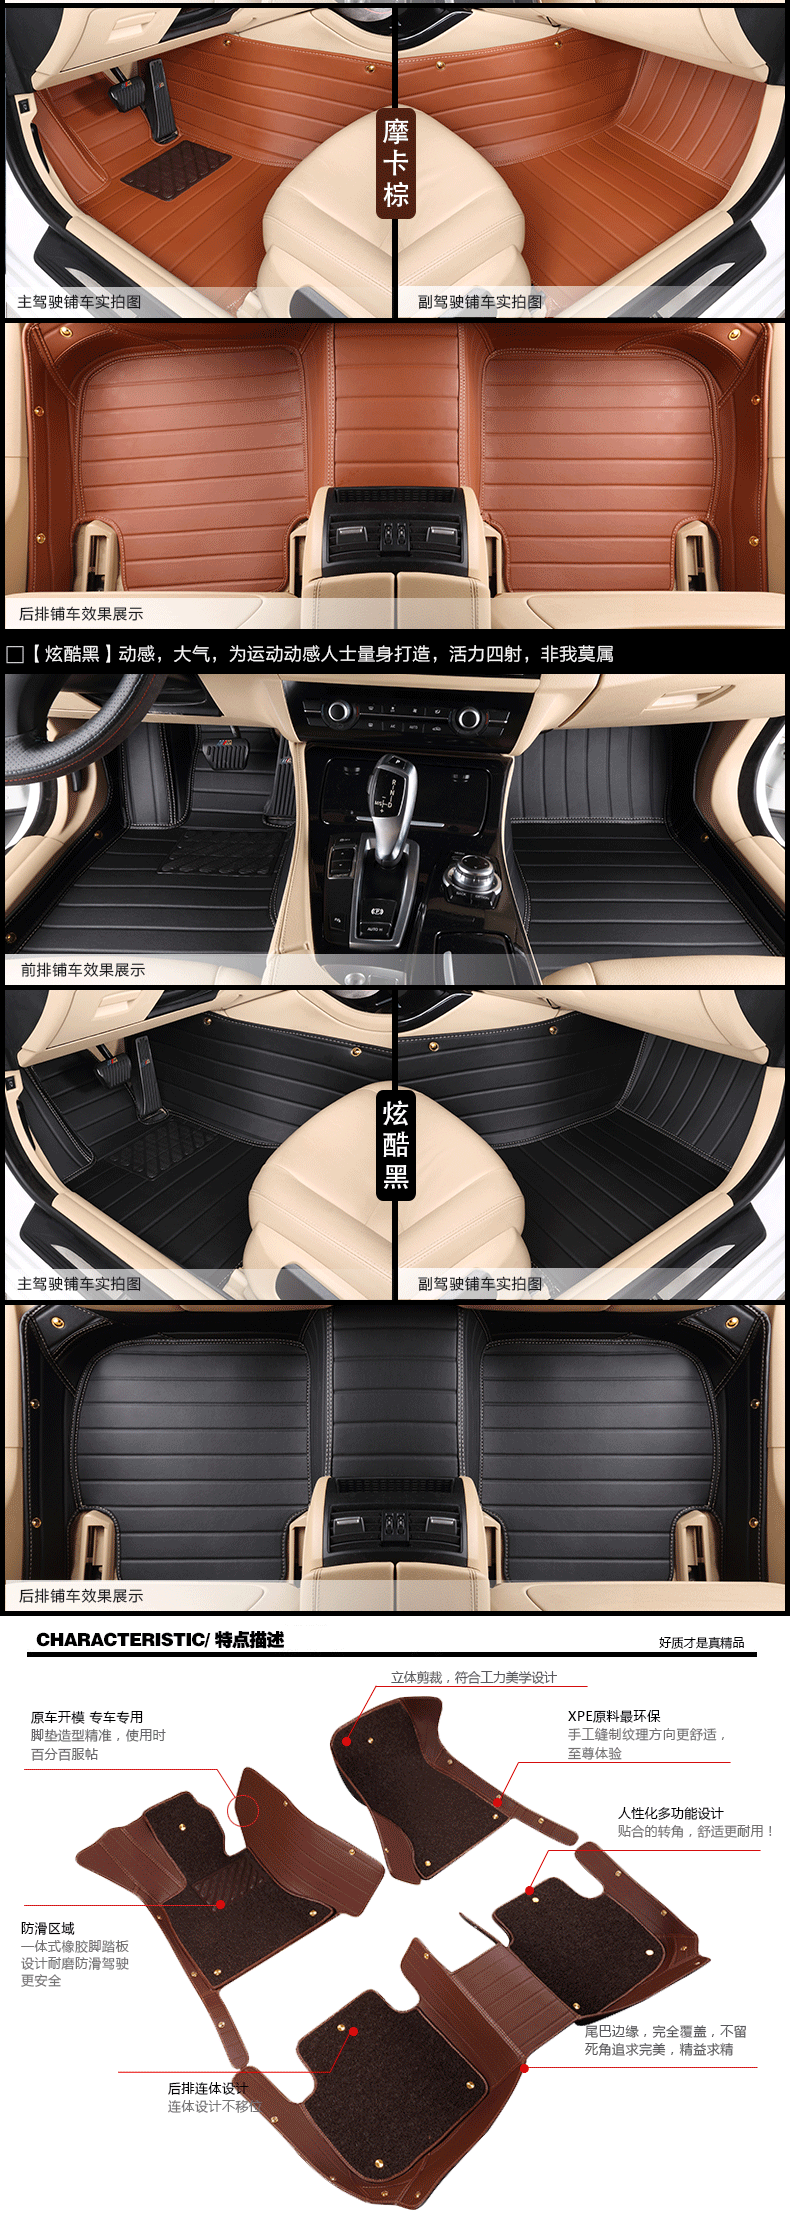 摩卡棕
主驾驶铺车实拍图
副驾驶铺车实拍图
后排铺车效果展示
□【炫酷黑】动感，大气，为运动动感人士量身打造，活力四射，非我莫属
前排铺车效果展示
炫酷黑
主驾驶铺车实拍图
副驾驶铺车实拍图
后排铺车效果展示
CHARACTERISTIC/ 特点描述
好质才是真精品
立体剪裁，符合工力美学设计
原车开模 专车专用
脚垫造型精准，使用时
百分百服帖
XPE原料最环保
手工缝制纹理方向更舒适，
至尊体验
人性化多功能设计
贴合的转角，舒适更耐用！
防滑区域
一体式橡胶脚踏板
设计耐磨防滑驾驶
更安全
尾巴边缘，完全覆盖，不留
死角追求完美，精益求精
后排连体设计
连体设计不移位